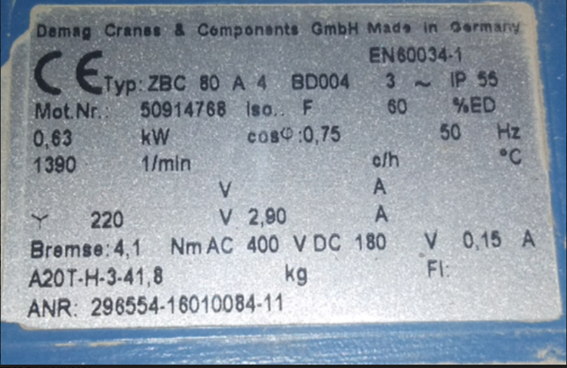 Demag Cranes & Components GmbH Made in Germany
EN60034-1
CE Typ: ZBC 80 A 4 BD004 3 ~ IP 55
Mot.Nr.: 50914768 Iso.. F 60 %ED
0,63 kW cosφ:0,75 50 Hz
1390 1/min c/h °C
V A
Y 220 V 2,90 A
Bremse: 4,1 Nm AC 400 V DC 180 V 0,15 A
A20T-H-3-41,8 kg FI:
ANR: 296554-16010084-11